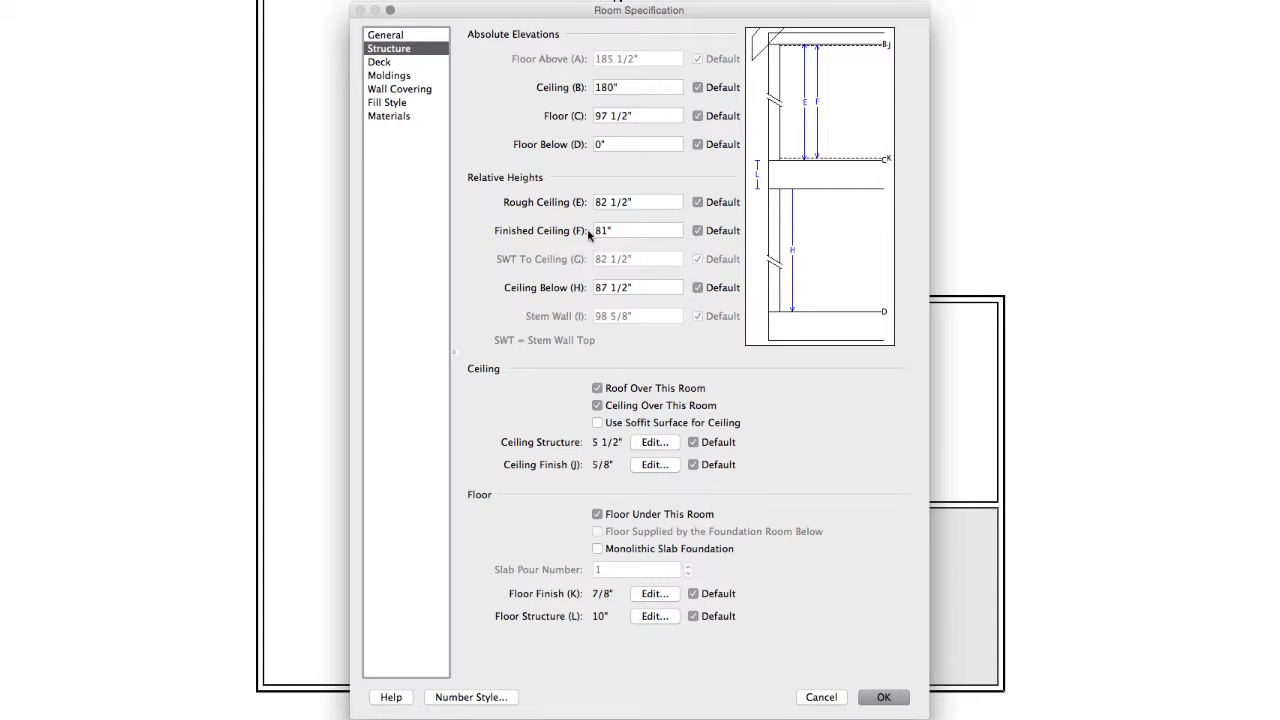 Room Specification
General
Structure
Deck
Moldings
Wall Covering
Fill Style
Materials
Absolute Elevations
Floor Above (A): 185 1/2" Default
Ceiling (B): 180" Default
Floor (C): 97 1/2" Default
Floor Below (D): 0" Default
Relative Heights
Rough Ceiling (E): 82 1/2" Default
Finished Ceiling (F): 81" Default
SWT To Ceiling (G): 82 1/2" Default
Ceiling Below (H): 87 1/2" Default
Stem Wall (I): 98 5/8" Default
SWT = Stem Wall Top
B J
E F
C K
L
H
D
Ceiling
Roof Over This Room
Ceiling Over This Room
Use Soffit Surface for Ceiling
Ceiling Structure: 5 1/2" Edit... Default
Ceiling Finish (J): 5/8" Edit... Default
Floor
Floor Under This Room
Floor Supplied by the Foundation Room Below
Monolithic Slab Foundation
Slab Pour Number: 1
Floor Finish (K): 7/8" Edit... Default
Floor Structure (L): 10" Edit... Default
Help Number Style... Cancel OK